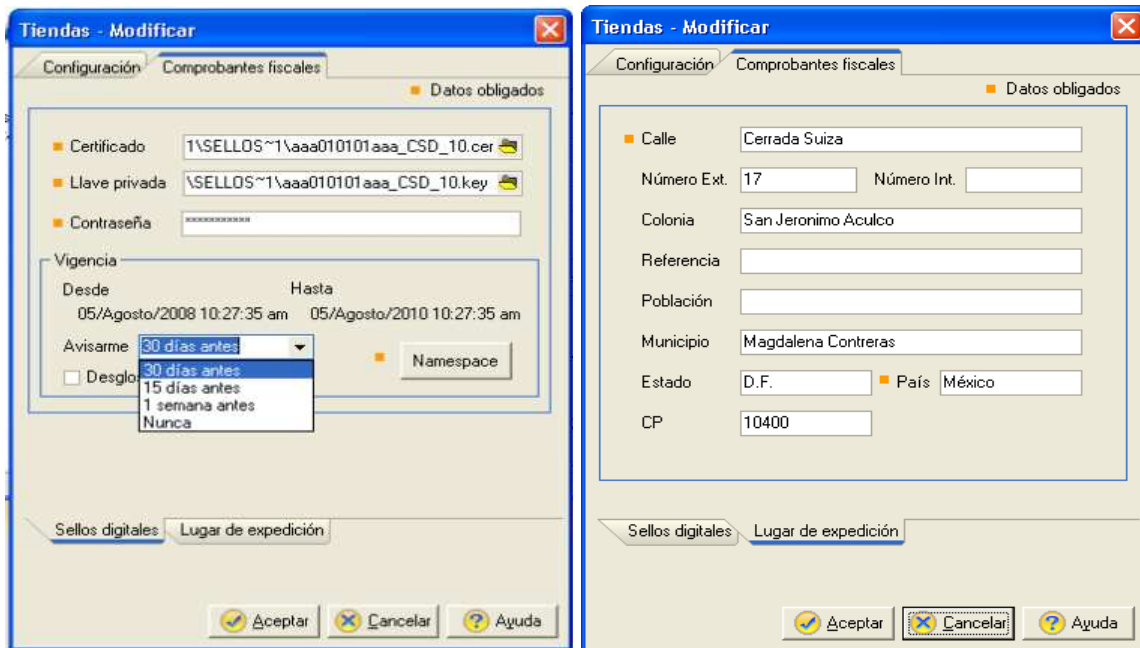 Tiendas - Modificar
Configuración Comprobantes fiscales
Datos obligados
Certificado 1\SELLOS~1\aaa010101aaa_CSD_10.cer
Llave privada \SELLOS~1\aaa010101aaa_CSD_10.key
Contraseña ***********
Vigencia
Desde Hasta
05/Agosto/2008 10:27:35 am 05/Agosto/2010 10:27:35 am
Avisarme 30 días antes
Namespace
30 días antes
Desglo
15 días antes
1 semana antes
Nunca
Sellos digitales Lugar de expedición
Aceptar Cancelar Ayuda
Tiendas - Modificar
Configuración Comprobantes fiscales
Datos obligados
Calle Cerrada Suiza
Número Ext. 17 Número Int.
Colonia San Jeronimo Aculco
Referencia
Población
Municipio Magdalena Contreras
Estado D.F. País México
CP 10400
Sellos digitales Lugar de expedición
Aceptar Cancelar Ayuda